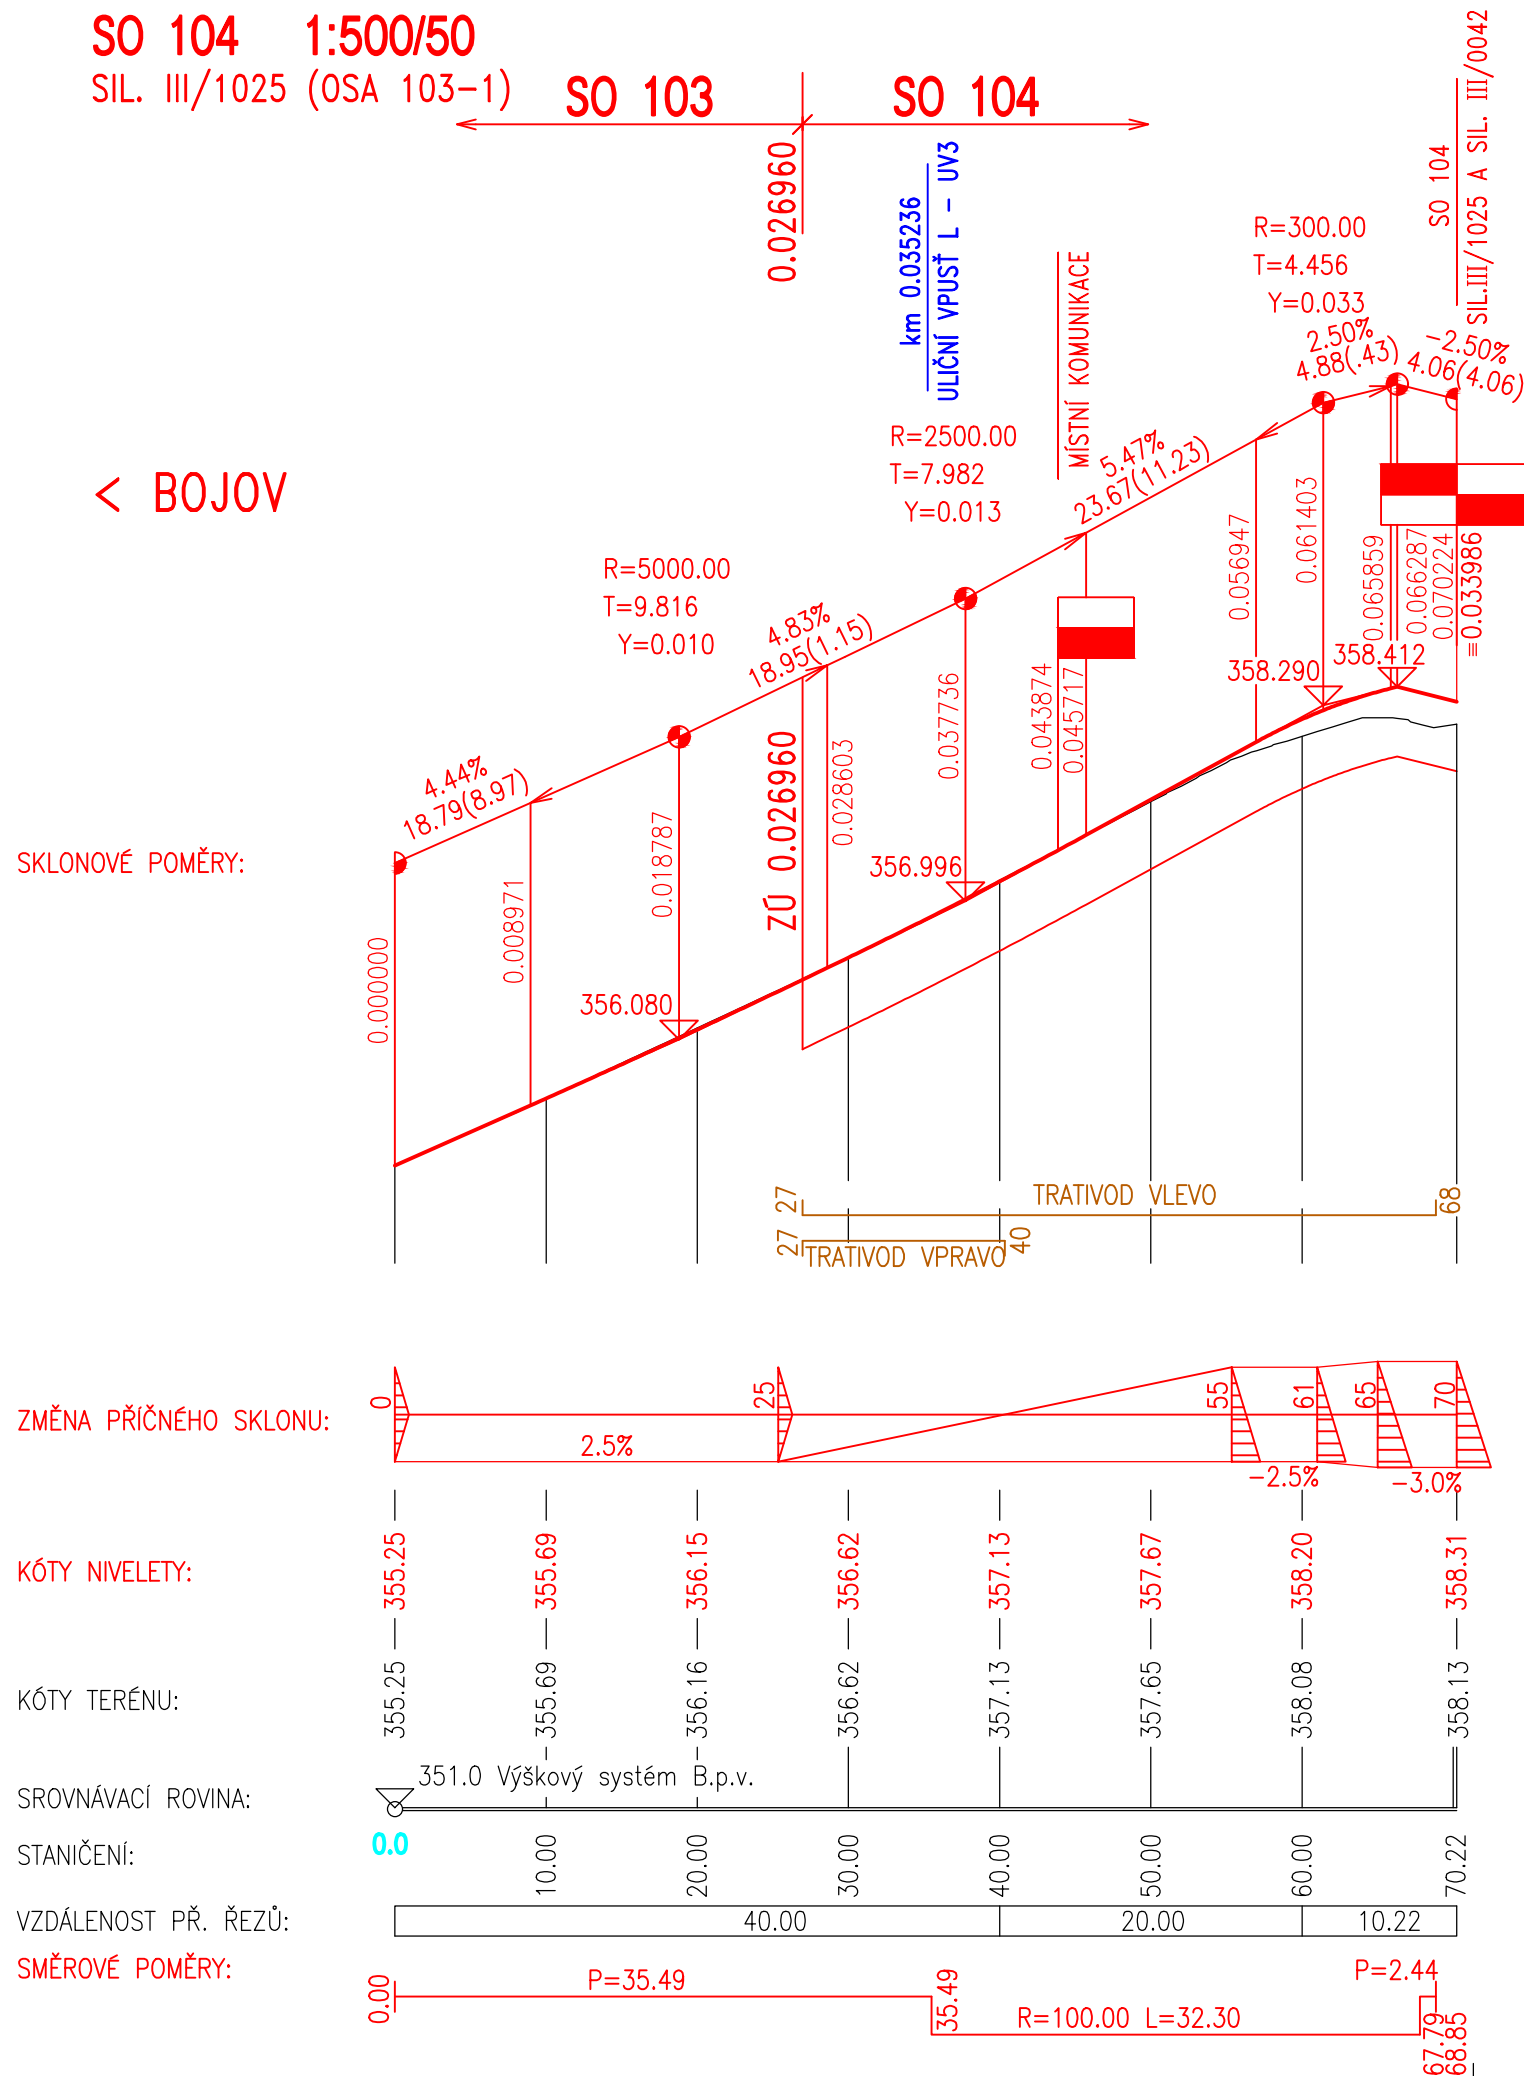 SO 104 1:500/50
SIL. III/1025 (OSA 103-1)
SO 103
SO 104
0.026960
km 0.035236
ULIČNÍ VPUSŤ L - UV3
MÍSTNÍ KOMUNIKACE
SO 104
SIL.III/1025 A SIL. III/0042
R=300.00
T=4.456
Y=0.033
2.50%
4.88(.43)
-2.50%
4.06(4.06)
< BOJOV
R=2500.00
T=7.982
Y=0.013
5.47%
23.67(11.23)
R=5000.00
T=9.816
Y=0.010
4.83%
18.95(1.15)
4.44%
18.79(8.97)
SKLONOVÉ POMĚRY:
0.000000
0.008971
0.018787
356.080
ZÚ 0.026960
0.028603
0.037736
356.996
0.043874
0.045717
0.056947
358.290
0.061403
358.412
0.065859
0.066287
0.070224
=0.033986
27
TRATIVOD VLEVO
68
27
TRATIVOD VPRAVO
40
ZMĚNA PŘÍČNÉHO SKLONU:
0
2.5%
25
55
61
65
70
-2.5%
-3.0%
KÓTY NIVELETY:
355.25
355.69
356.15
356.62
357.13
357.67
358.20
358.31
KÓTY TERÉNU:
355.25
355.69
356.16
356.62
357.13
357.65
358.08
358.13
SROVNÁVACÍ ROVINA:
351.0 Výškový systém B.p.v.
STANIČENÍ:
0.0
10.00
20.00
30.00
40.00
50.00
60.00
70.22
VZDÁLENOST PŘ. ŘEZŮ:
40.00
20.00
10.22
SMĚROVÉ POMĚRY:
0.00
P=35.49
35.49
R=100.00 L=32.30
P=2.44
67.79
68.85